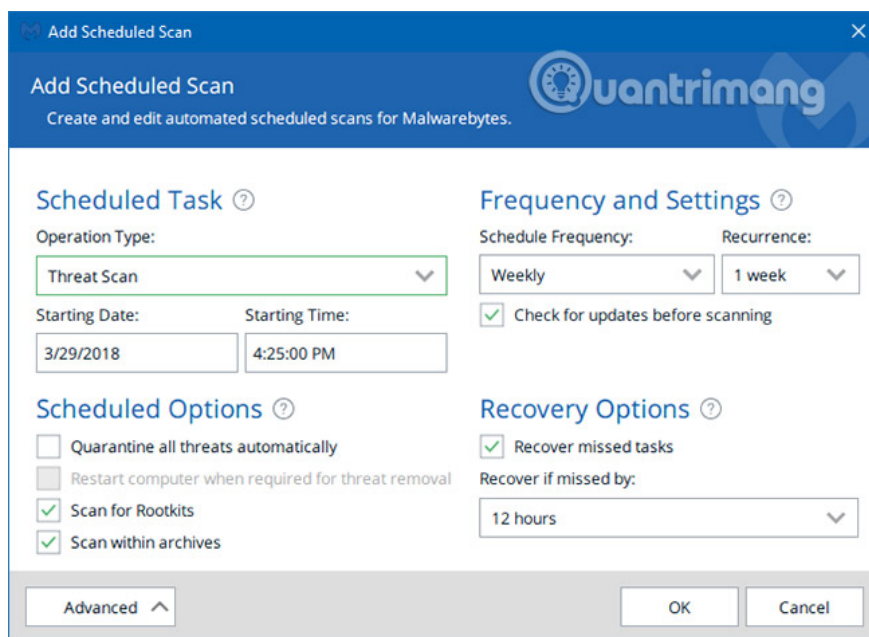 Add Scheduled Scan
Quantrimang
Add Scheduled Scan
Create and edit automated scheduled scans for Malwarebytes.
Scheduled Task ?
Operation Type:
Threat Scan
Starting Date: Starting Time:
3/29/2018 4:25:00 PM
Frequency and Settings ?
Schedule Frequency: Recurrence:
Weekly 1 week
Check for updates before scanning
Scheduled Options ?
Quarantine all threats automatically
Restart computer when required for threat removal
Scan for Rootkits
Scan within archives
Recovery Options ?
Recover missed tasks
Recover if missed by:
12 hours
Advanced OK Cancel